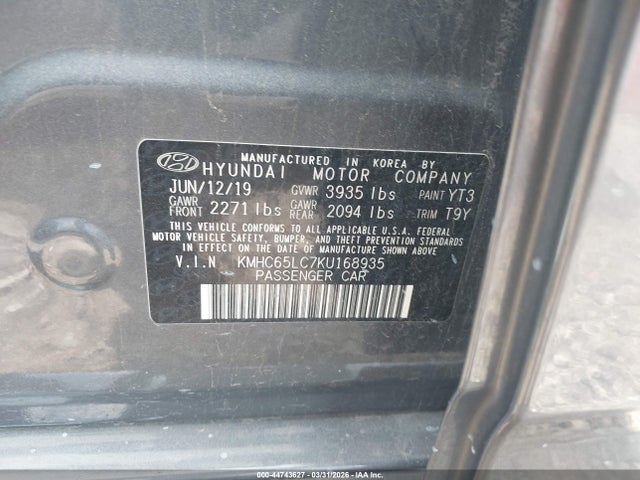 MANUFACTURED IN KOREA BY
HYUNDAI MOTOR COMPANY
JUN/12/19 GVWR 3935 lbs PAINT YT3
GAWR FRONT 2271 lbs GAWR REAR 2094 lbs TRIM T9Y
THIS VEHICLE CONFORMS TO ALL APPLICABLE U.S.A. FEDERAL
MOTOR VEHICLE SAFETY, BUMPER, AND THEFT PREVENTION STANDARDS
IN EFFECT ON THE DATE OF MANUFACTURE SHOWN ABOVE
V.I.N. KMHC65LC7KU168935
PASSENGER CAR
000-44743627 - 03/31/2026 - COPYRIGHT IAA, INC.